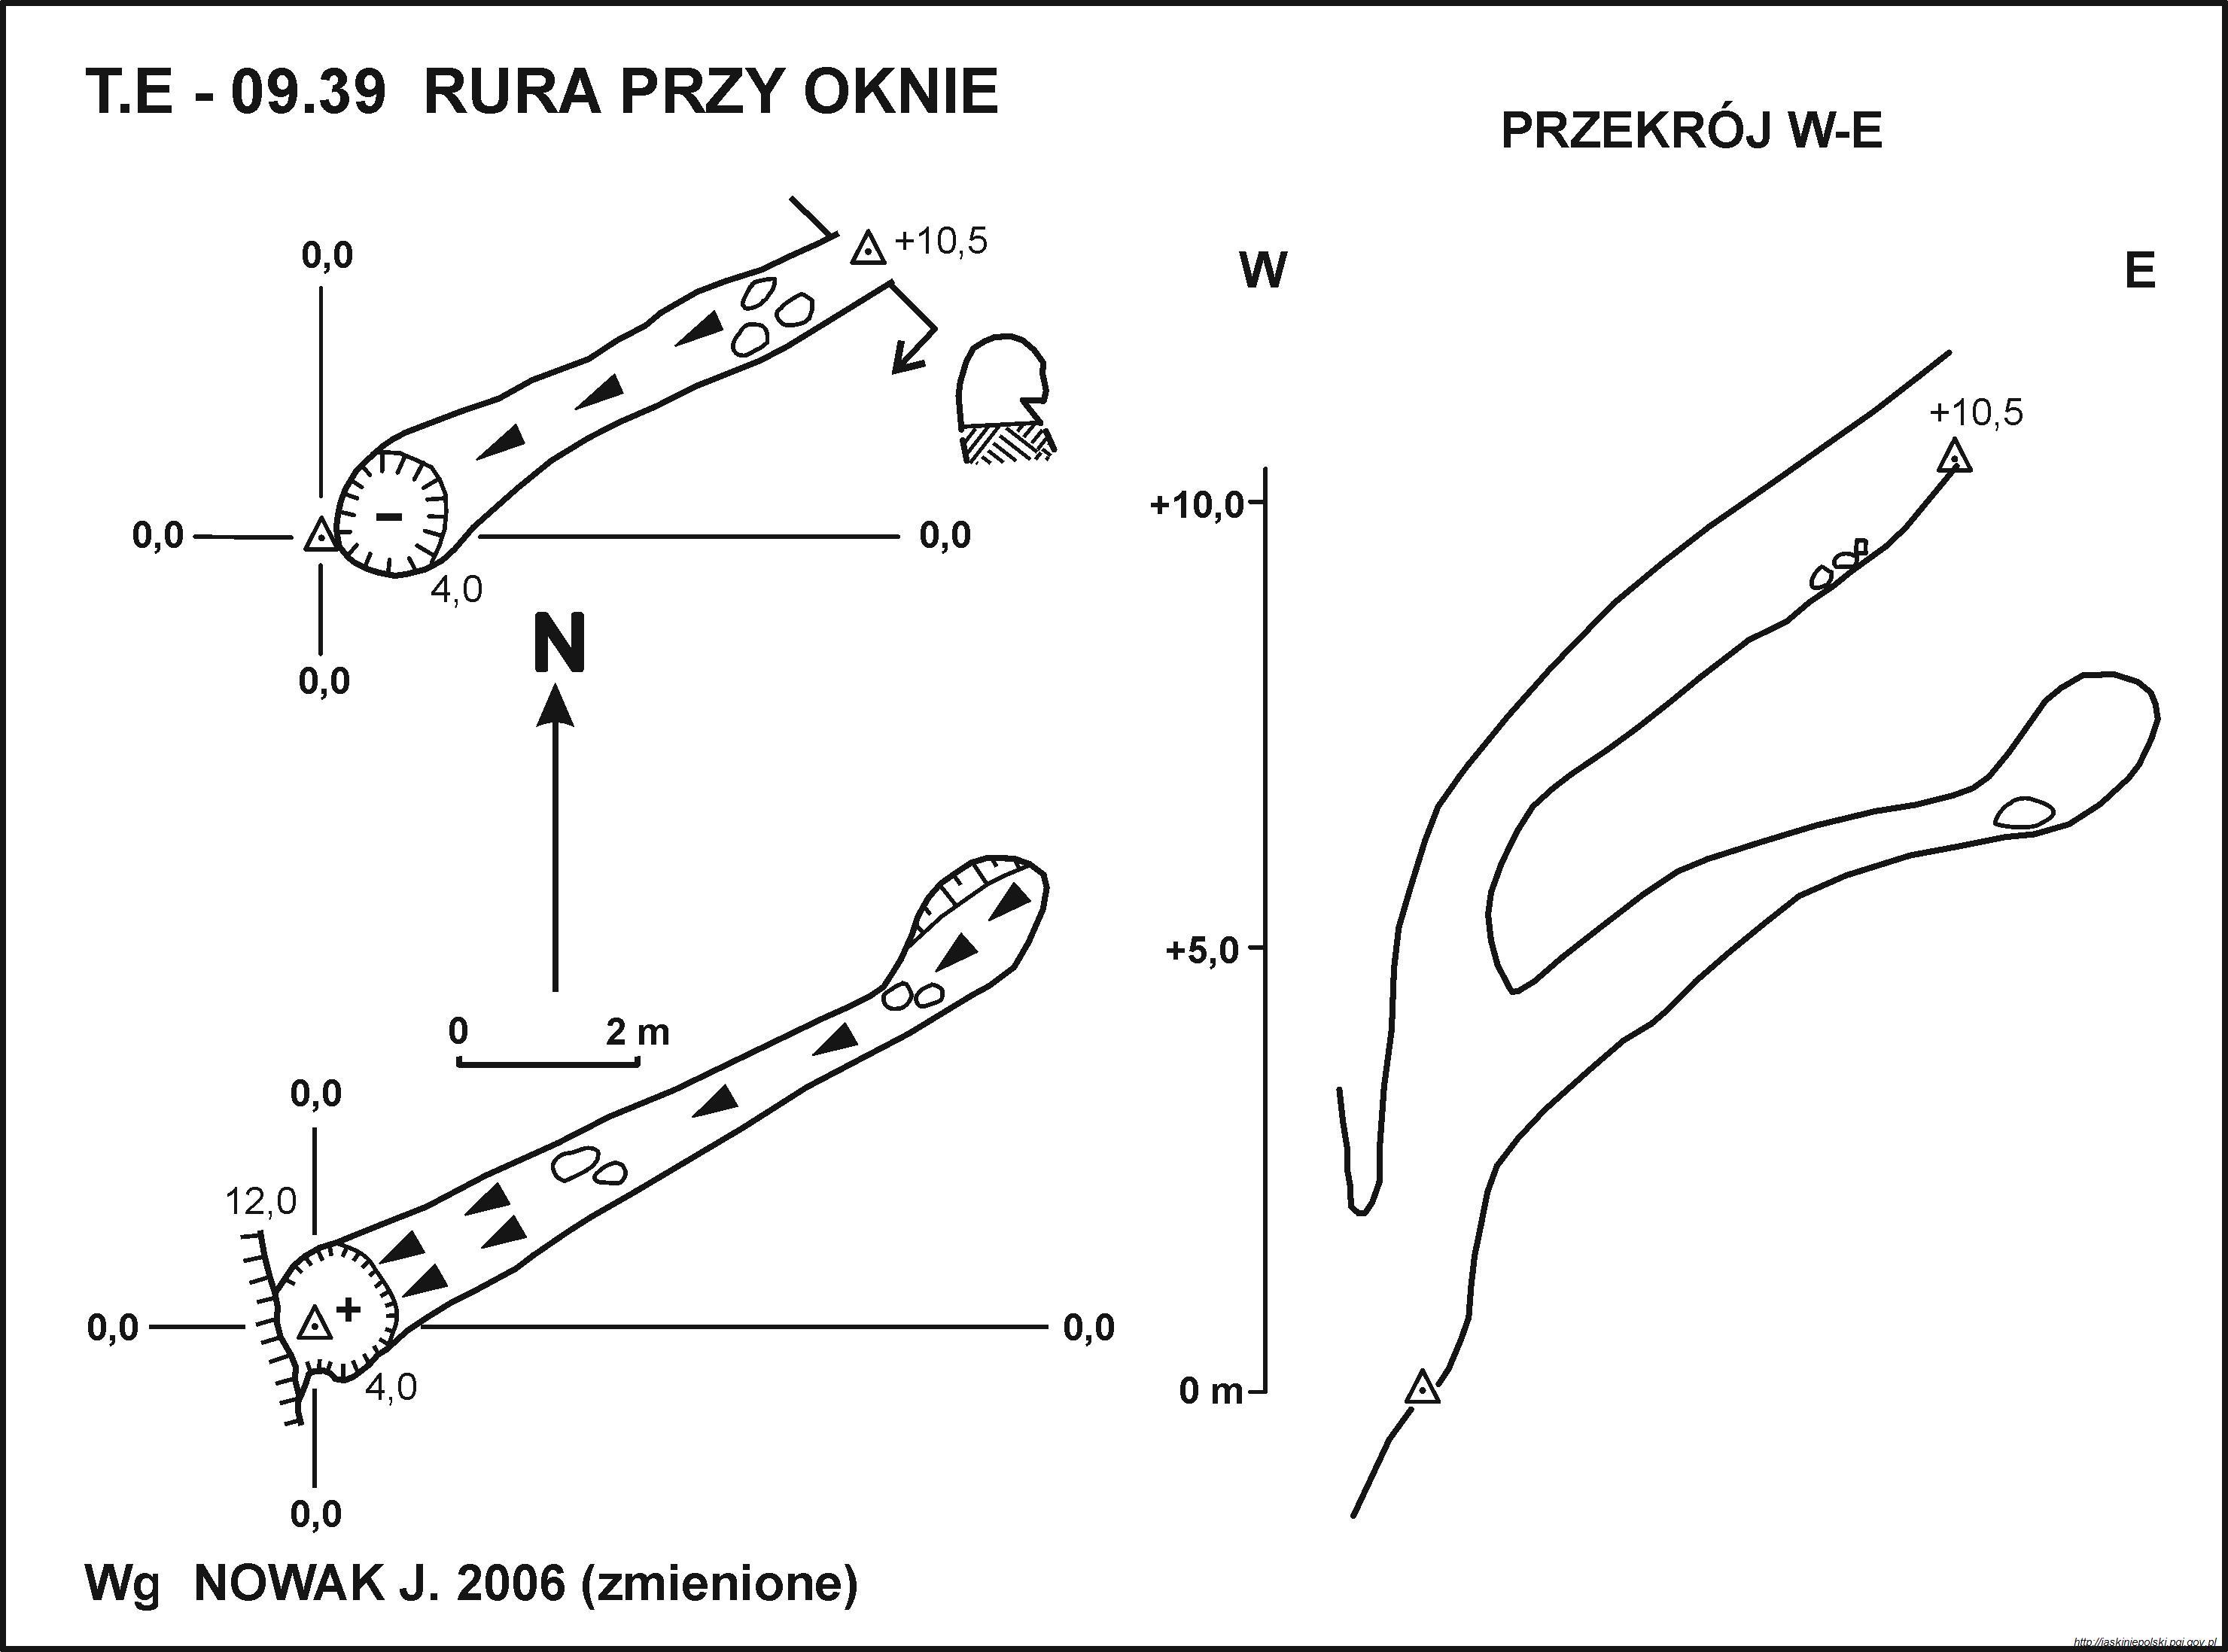 T.E - 09.39 RURA PRZY OKNIE
PRZEKRÓJ W-E
0,0
+10,5
0,0
0,0
-
4,0
0,0
N
0
2 m
0,0
12,0
0,0
+
0,0
4,0
0,0
W
E
+10,5
+10,0
+5,0
0 m
Wg NOWAK J. 2006 (zmienione)
http://jaskiniepolski.pgi.gov.pl